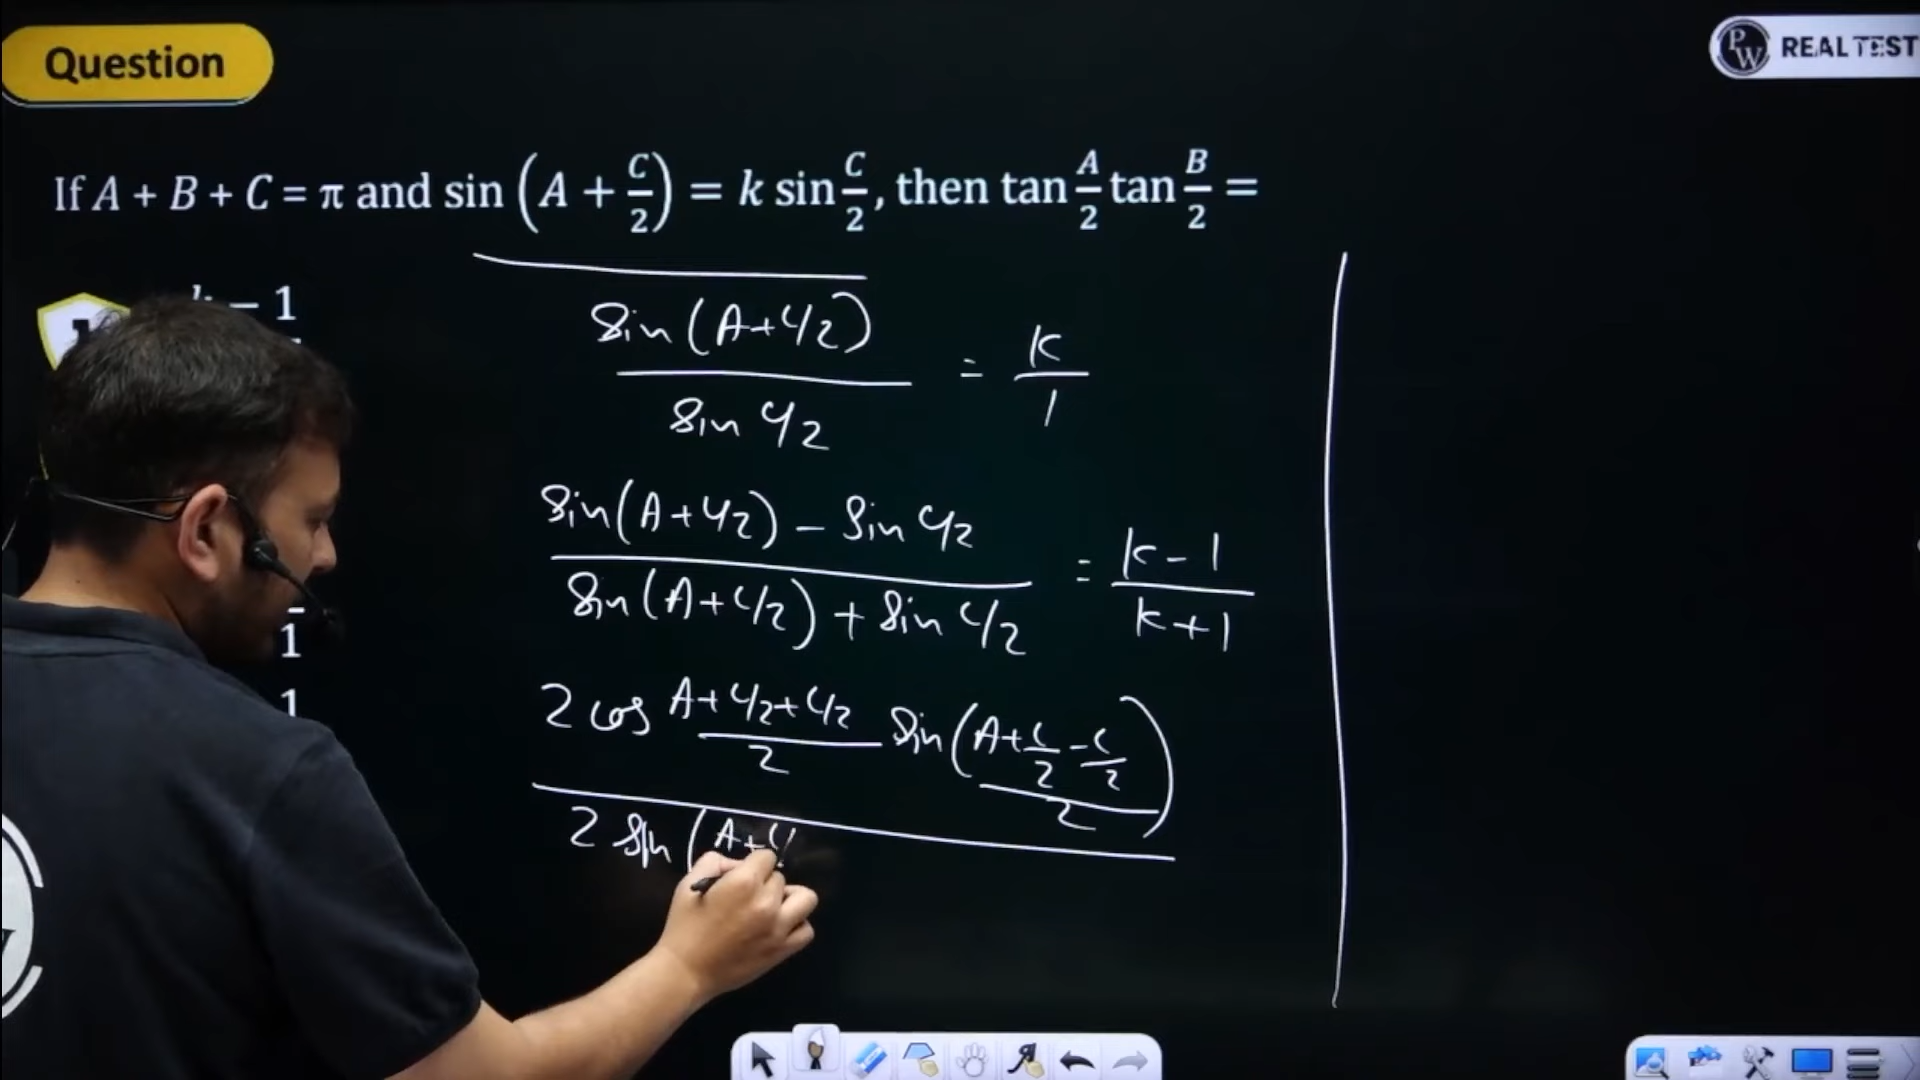 Question
PW REAL TEST
If A + B + C = π and sin (A + C/2) = k sin C/2, then tan A/2 tan B/2 =
− 1
1
1
sin (A+C/2) / sin C/2 = k/1
sin(A+C/2) − sin C/2 / sin(A+C/2) + sin C/2 = k−1 / k+1
2 cos A+C/2+C/2 / 2 sin (A+C/2−C/2 / 2)
2 sin (A+C